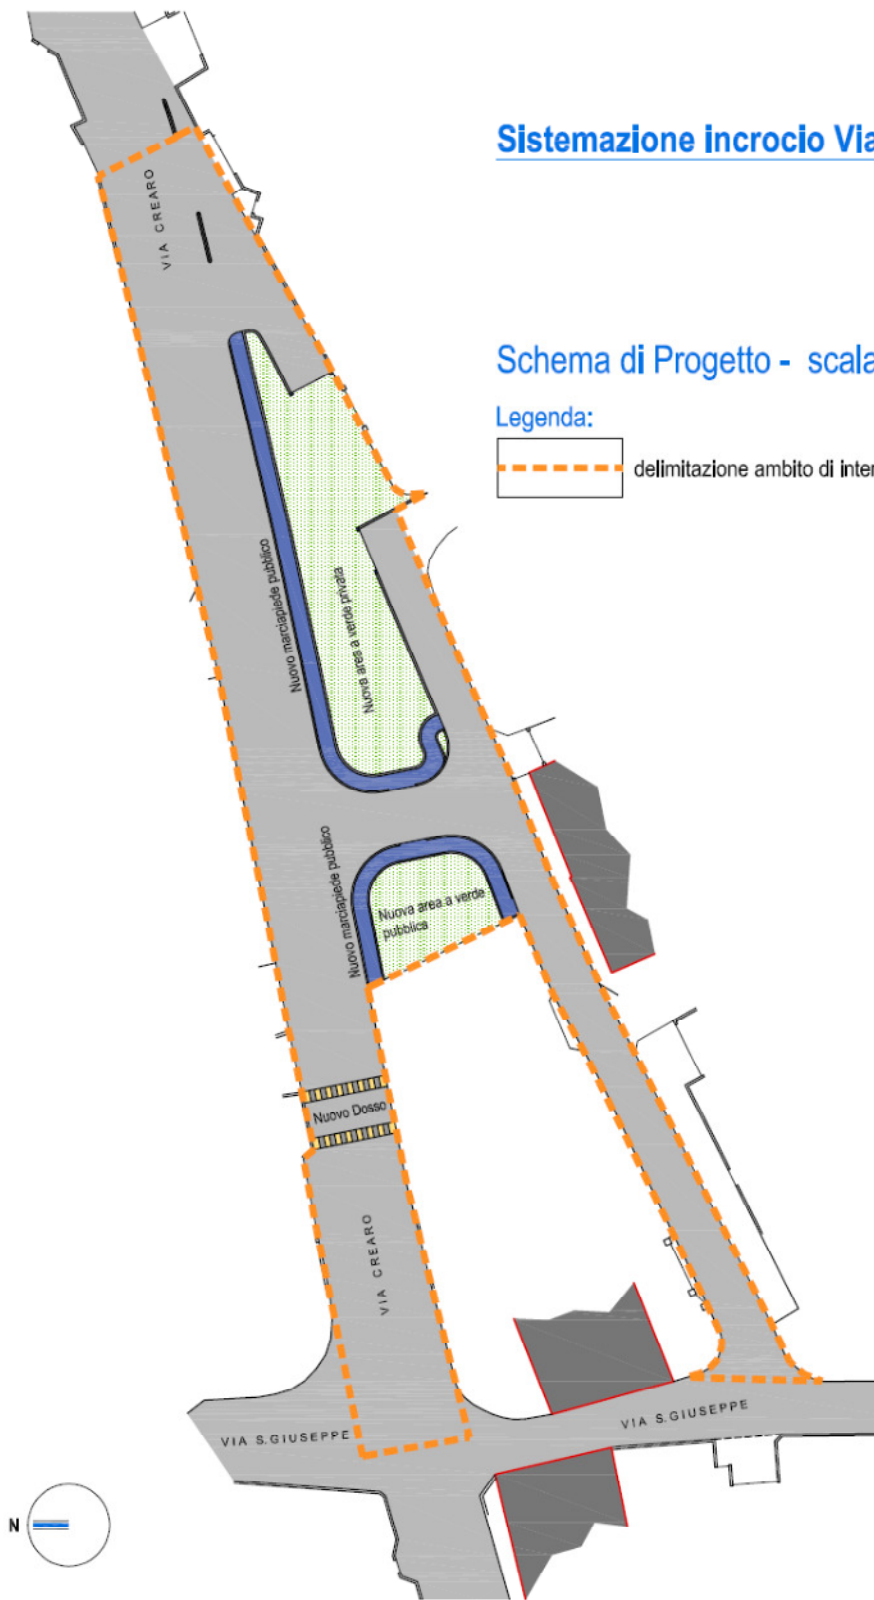 Sistemazione incrocio Via
VIA CREARO
Schema di Progetto - scala
Legenda:
delimitazione ambito di inter
Nuovo marciapiede pubblico
Nuova area a verde privata
Nuovo marciapiede pubblico
Nuova area a verde
pubblica
Nuovo Dosso
VIA CREARO
VIA S.GIUSEPPE
VIA S.GIUSEPPE
N